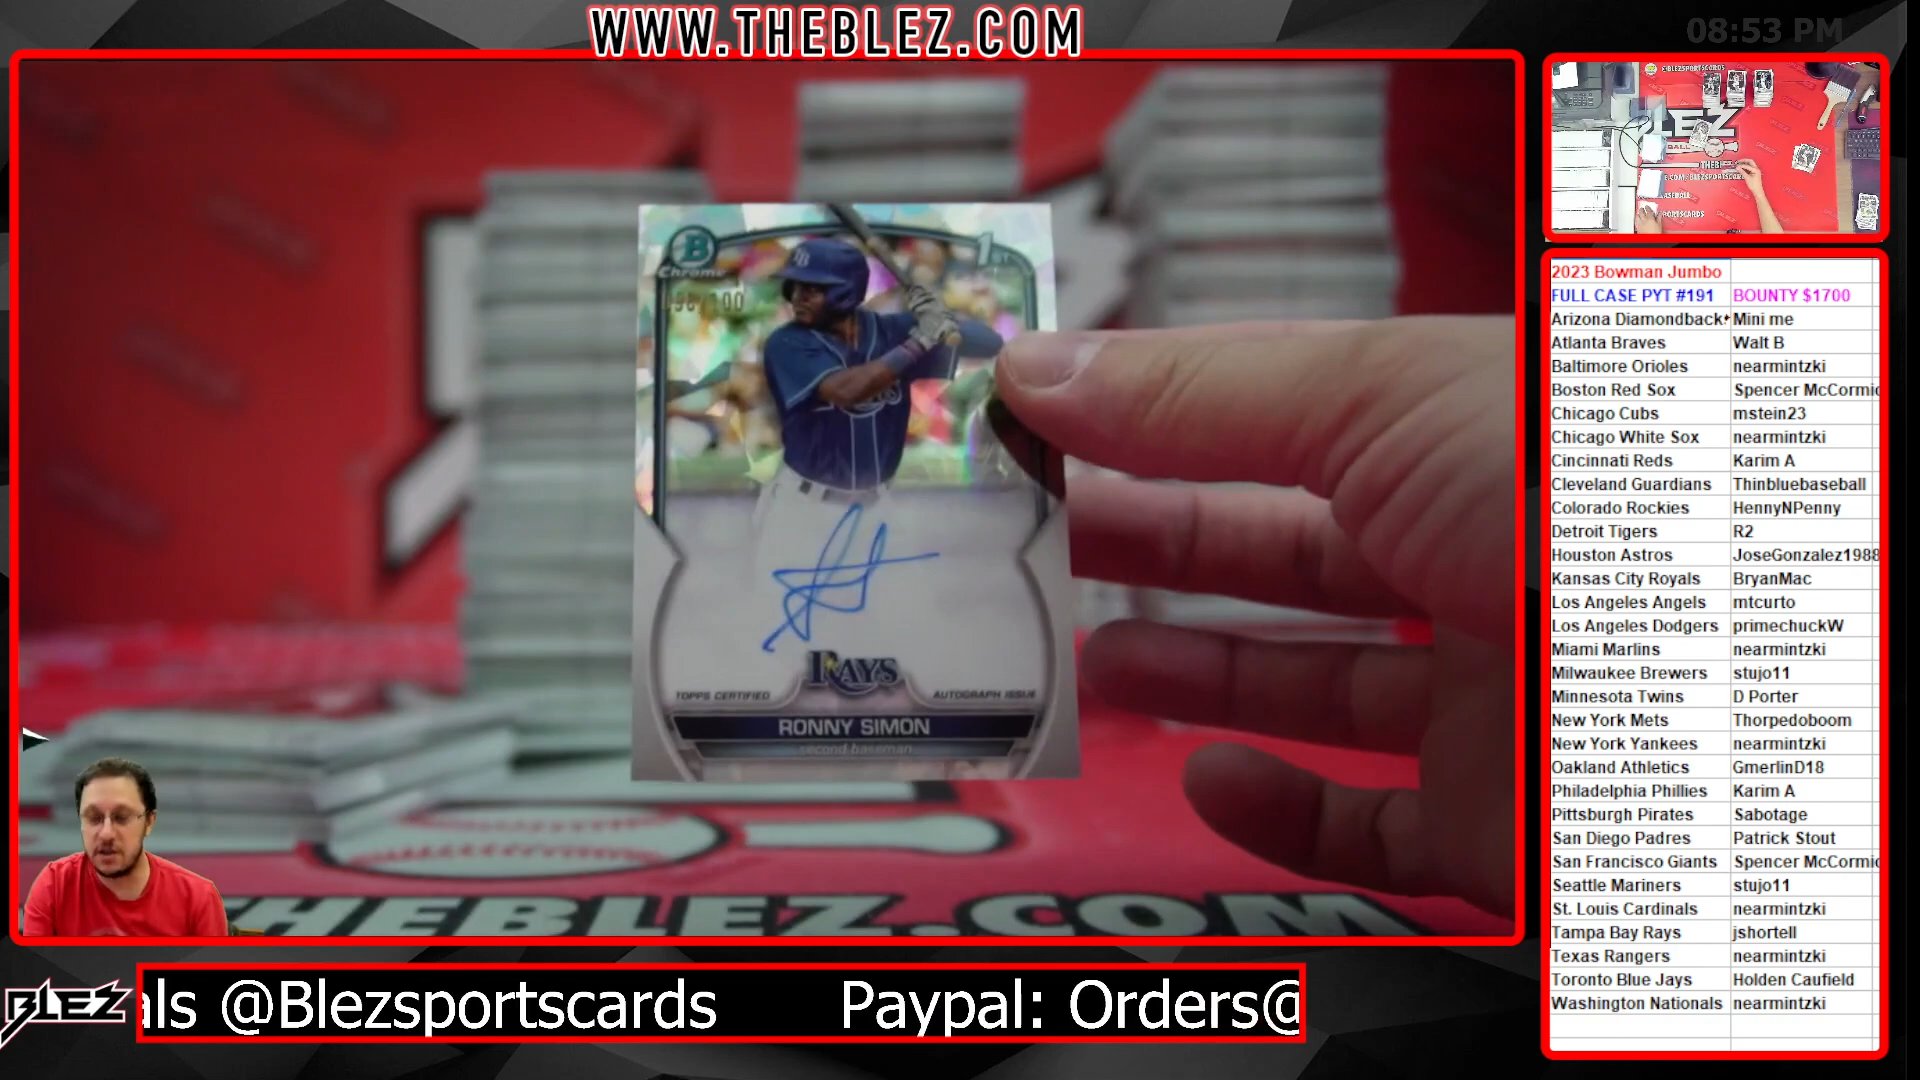 WWW.THEBLEZ.COM
08:53 PM
B
Chrome
1ST
TB
RAYS
TOPPS CERTIFIED
AUTOGRAPH ISSUE
RONNY SIMON
second baseman
THEBLEZ.COM
@BLEZSPORTSCARDS
2023 Bowman Jumbo
FULL CASE PYT #191 BOUNTY $1700
Arizona Diamondback Mini me
Atlanta Braves Walt B
Baltimore Orioles nearmintzki
Boston Red Sox Spencer McCormic
Chicago Cubs mstein23
Chicago White Sox nearmintzki
Cincinnati Reds Karim A
Cleveland Guardians Thinbluebaseball
Colorado Rockies HennyNPenny
Detroit Tigers R2
Houston Astros JoseGonzalez1988
Kansas City Royals BryanMac
Los Angeles Angels mtcurto
Los Angeles Dodgers primechuckW
Miami Marlins nearmintzki
Milwaukee Brewers stujo11
Minnesota Twins D Porter
New York Mets Thorpedoboom
New York Yankees nearmintzki
Oakland Athletics GmerlinD18
Philadelphia Phillies Karim A
Pittsburgh Pirates Sabotage
San Diego Padres Patrick Stout
San Francisco Giants Spencer McCormic
Seattle Mariners stujo11
St. Louis Cardinals nearmintzki
Tampa Bay Rays jshortell
Texas Rangers nearmintzki
Toronto Blue Jays Holden Caufield
Washington Nationals nearmintzki
BLEZ
als @Blezsportscards Paypal: Orders@